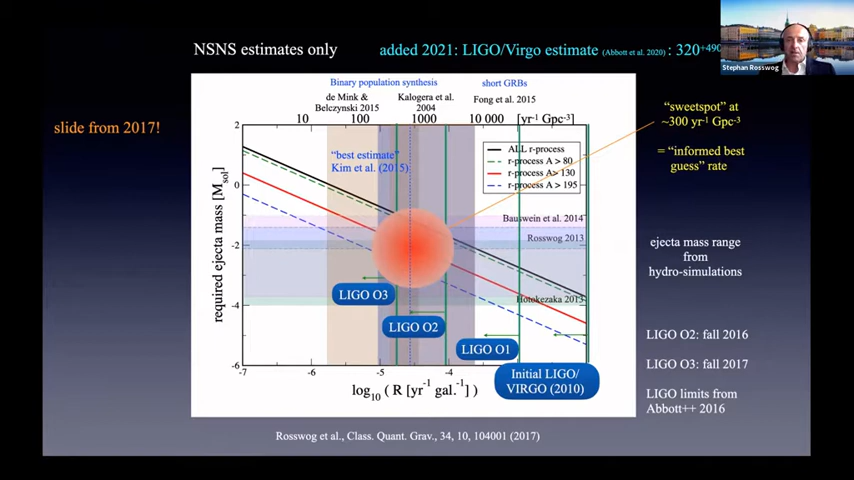 NSNS estimates only
added 2021: LIGO/Virgo estimate (Abbott et al. 2020) : 320+490
Stephan Rosswog
slide from 2017!
Binary population synthesis
short GRBs
de Mink &
Belczynski 2015
Kalogera et al.
2004
Fong et al. 2015
10 100 1000 10 000 [yr-1 Gpc-3]
"best estimate"
Kim et al. (2015)
ALL r-process
r-process A > 80
r-process A > 130
r-process A > 195
Bauswein et al. 2014
Rosswog 2013
Hotokezaka 2013
required ejecta mass [Msol]
2
0
-2
-4
-6
-7 -6 -5 -4
log10 ( R [yr-1 gal.-1] )
LIGO O3
LIGO O2
LIGO O1
Initial LIGO/
VIRGO (2010)
"sweetspot" at
~300 yr-1 Gpc-3
= "informed best
guess" rate
ejecta mass range
from
hydro-simulations
LIGO O2: fall 2016
LIGO O3: fall 2017
LIGO limits from
Abbott++ 2016
Rosswog et al., Class. Quant. Grav., 34, 10, 104001 (2017)